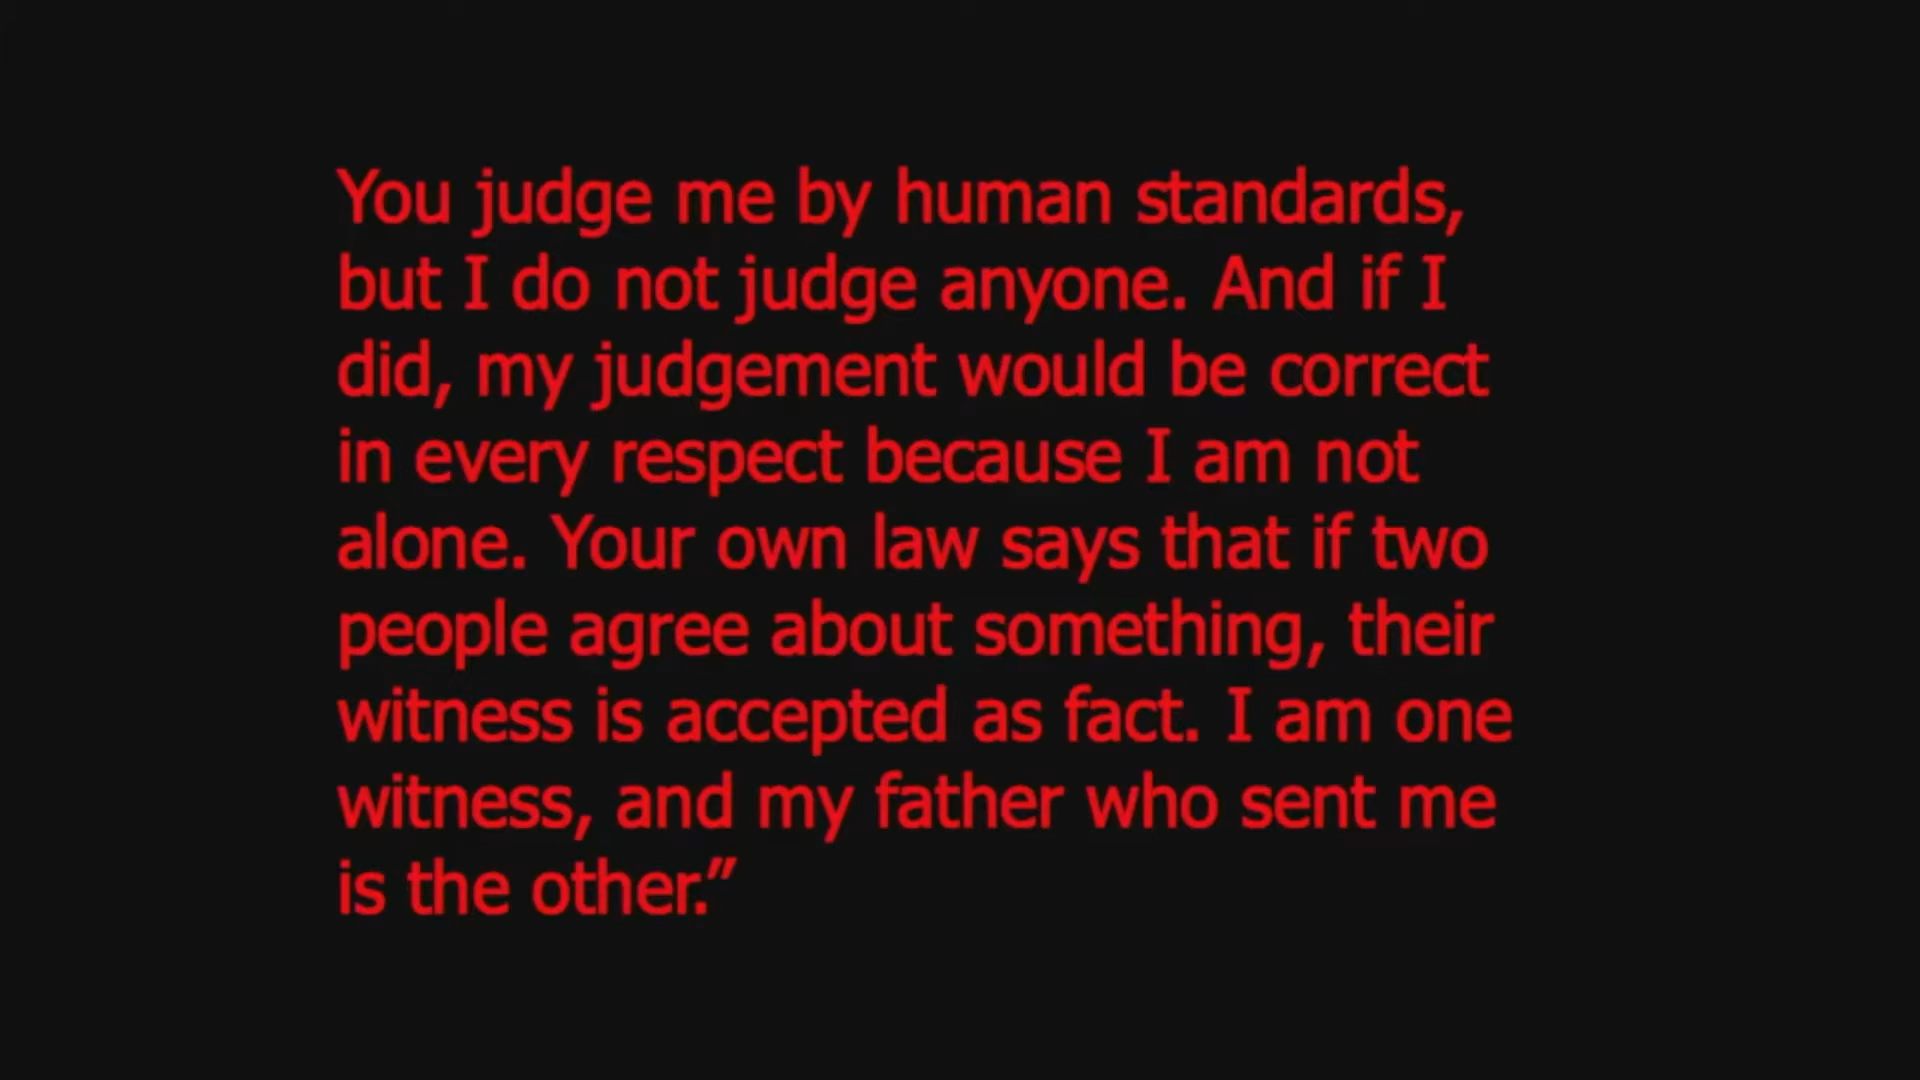 You judge me by human standards,
but I do not judge anyone. And if I
did, my judgement would be correct
in every respect because I am not
alone. Your own law says that if two
people agree about something, their
witness is accepted as fact. I am one
witness, and my father who sent me
is the other.”